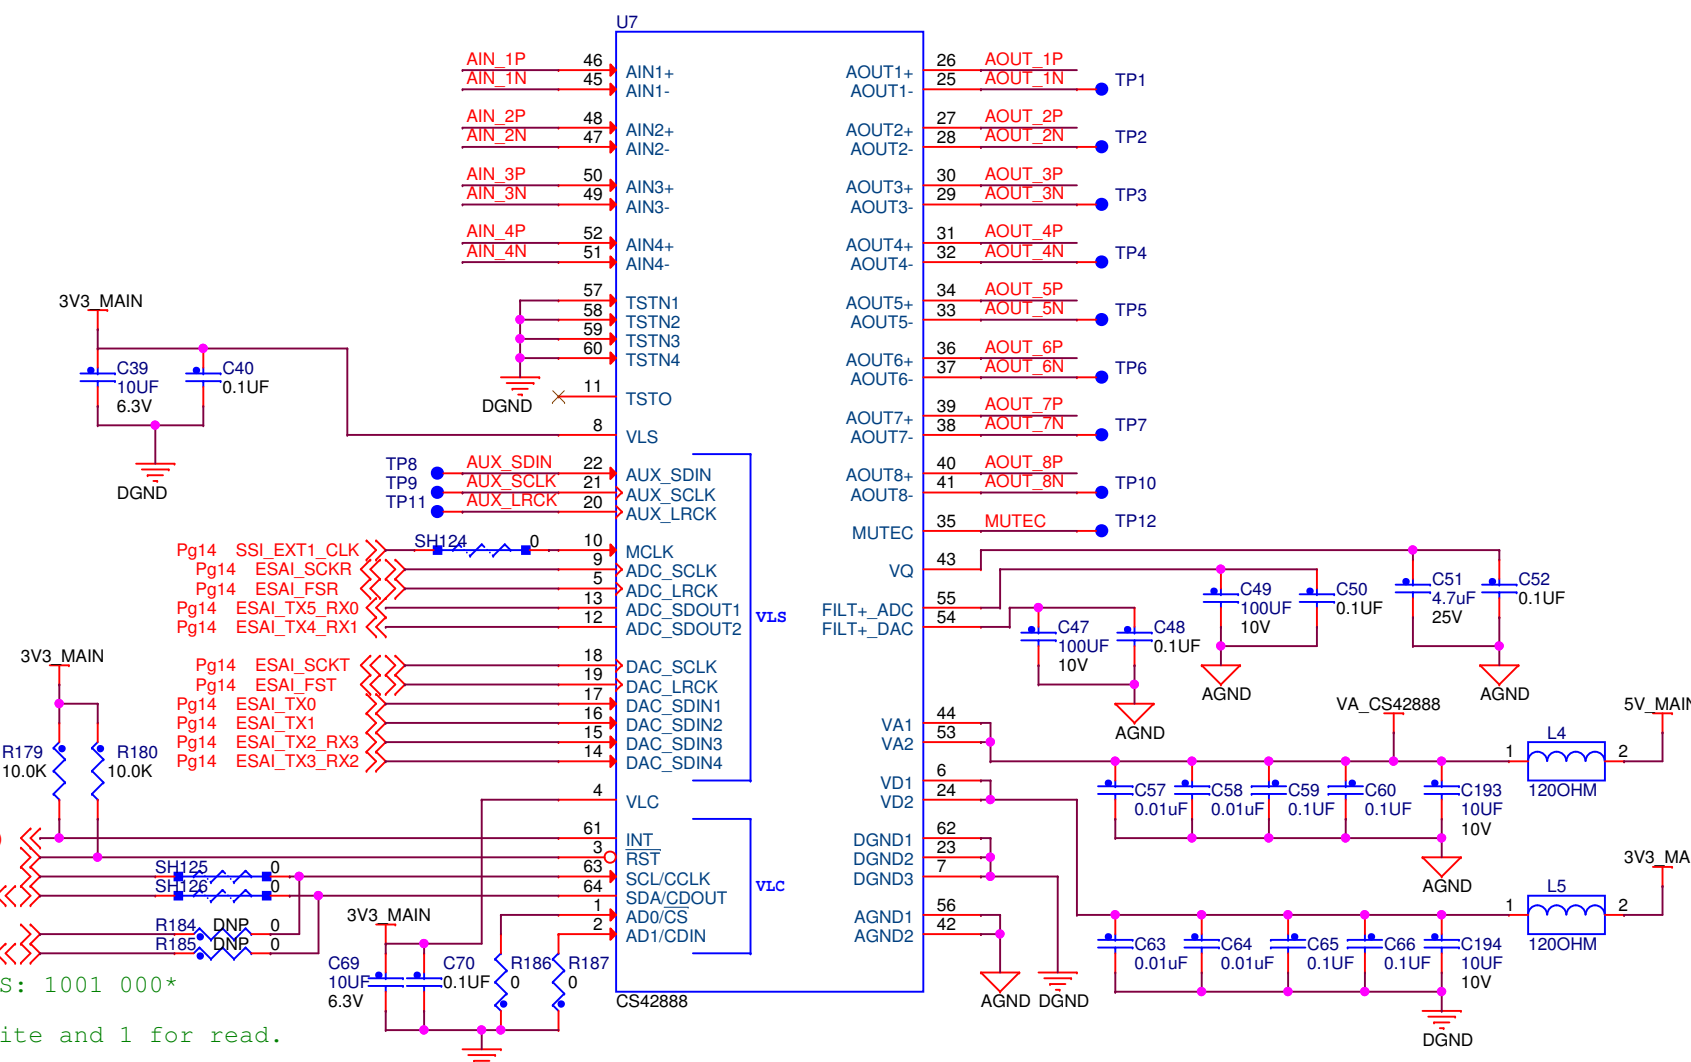 U7
AIN_1P 46 AIN1+
AIN_1N 45 AIN1-
AIN_2P 48 AIN2+
AIN_2N 47 AIN2-
AIN_3P 50 AIN3+
AIN_3N 49 AIN3-
AIN_4P 52 AIN4+
AIN_4N 51 AIN4-
57 TSTN1
58 TSTN2
59 TSTN3
60 TSTN4
DGND
11 TSTO
8 VLS
3V3_MAIN
C39
10UF
6.3V
C40
0.1UF
DGND
TP8 AUX_SDIN 22 AUX_SDIN
TP9 AUX_SCLK 21 AUX_SCLK
TP11 AUX_LRCK 20 AUX_LRCK
Pg14 SSI_EXT1_CLK SH124 0 10 MCLK
Pg14 ESAI_SCKR 9 ADC_SCLK
Pg14 ESAI_FSR 5 ADC_LRCK
Pg14 ESAI_TX5_RX0 13 ADC_SDOUT1
Pg14 ESAI_TX4_RX1 12 ADC_SDOUT2
VLS
Pg14 ESAI_SCKT 18 DAC_SCLK
Pg14 ESAI_FST 19 DAC_LRCK
Pg14 ESAI_TX0 17 DAC_SDIN1
Pg14 ESAI_TX1 16 DAC_SDIN2
Pg14 ESAI_TX2_RX3 15 DAC_SDIN3
Pg14 ESAI_TX3_RX2 14 DAC_SDIN4
4 VLC
3V3_MAIN
R179
10.0K
R180
10.0K
61 INT
3 RST
SH125 0 63 SCL/CCLK
SH126 0 64 SDA/CDOUT
VLC
1 AD0/CS
2 AD1/CDIN
R184 DNP 0
R185 DNP 0
3V3_MAIN
C69
10UF
6.3V
C70
0.1UF
R186
0
R187
0
S: 1001 000*
ite and 1 for read.
CS42888
AOUT1+ 26 AOUT_1P
AOUT1- 25 AOUT_1N TP1
AOUT2+ 27 AOUT_2P
AOUT2- 28 AOUT_2N TP2
AOUT3+ 30 AOUT_3P
AOUT3- 29 AOUT_3N TP3
AOUT4+ 31 AOUT_4P
AOUT4- 32 AOUT_4N TP4
AOUT5+ 34 AOUT_5P
AOUT5- 33 AOUT_5N TP5
AOUT6+ 36 AOUT_6P
AOUT6- 37 AOUT_6N TP6
AOUT7+ 39 AOUT_7P
AOUT7- 38 AOUT_7N TP7
AOUT8+ 40 AOUT_8P
AOUT8- 41 AOUT_8N TP10
MUTEC 35 MUTEC TP12
VQ 43
FILT+_ADC 55
FILT+_DAC 54
C47
100UF
10V
C48
0.1UF
AGND
C49
100UF
10V
C50
0.1UF
AGND
C51
4.7uF
25V
C52
0.1UF
AGND
VA1 44
VA2 53
VA_CS42888
5V_MAIN
1 L4 2
120OHM
VD1 6
VD2 24
C57
0.01uF
C58
0.01uF
C59
0.1UF
C60
0.1UF
C193
10UF
10V
AGND
DGND1 62
DGND2 23
DGND3 7
AGND1 56
AGND2 42
AGND DGND
3V3_MA
1 L5 2
120OHM
C63
0.01uF
C64
0.01uF
C65
0.1UF
C66
0.1UF
C194
10UF
10V
DGND